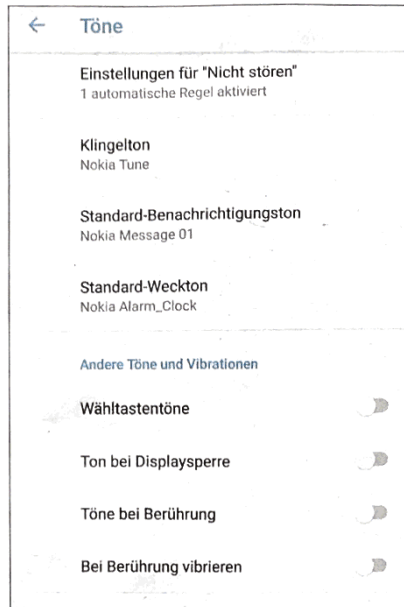 Töne
Einstellungen für "Nicht stören"
1 automatische Regel aktiviert
Klingelton
Nokia Tune
Standard-Benachrichtigungston
Nokia Message 01
Standard-Weckton
Nokia Alarm_Clock
Andere Töne und Vibrationen
Wähltastentöne
Ton bei Displaysperre
Töne bei Berührung
Bei Berührung vibrieren